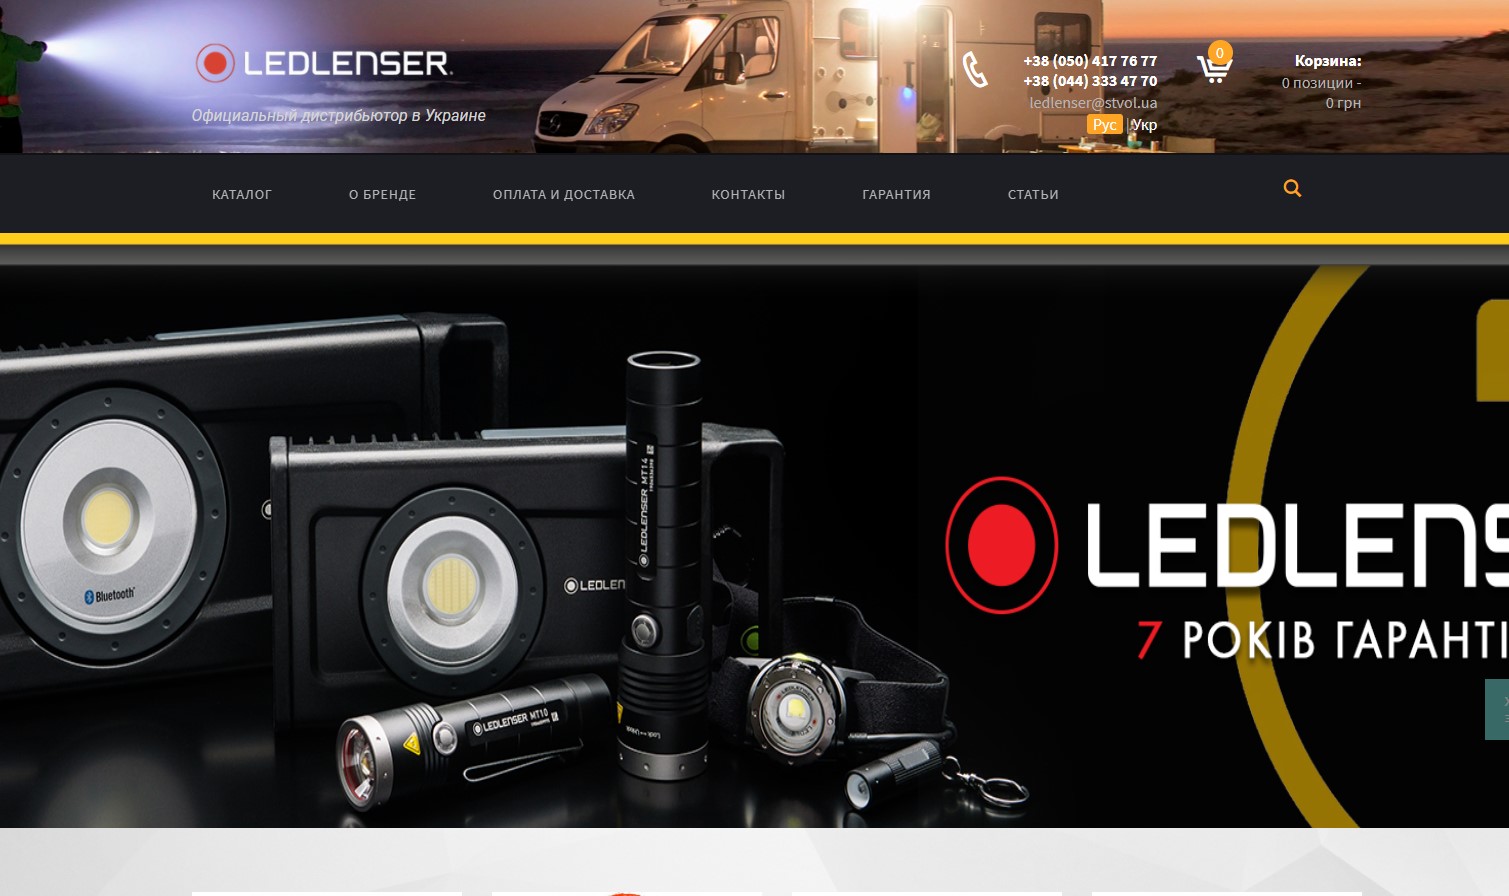 LEDLENSER
Официальный дистрибьютор в Украине
+38 (050) 417 76 77
+38 (044) 333 47 70
ledlenser@stvol.ua
Рус | Укр
0
Корзина:
0 позиции -
0 грн
КАТАЛОГ
О БРЕНДЕ
ОПЛАТА И ДОСТАВКА
КОНТАКТЫ
ГАРАНТИЯ
СТАТЬИ
Bluetooth
LEDLEN
LEDLENSER MT14
LEDLENSER MT10
LEDLENS
7 РОКІВ ГАРАНТІ